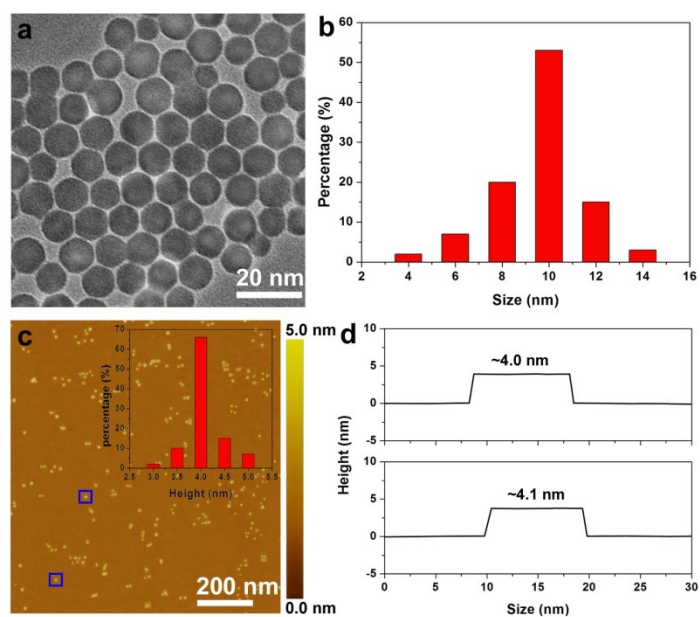 a
20 nm
b
60
50
40
30
20
10
0
Percentage (%)
2 4 6 8 10 12 14 16
Size (nm)
c
70
60
50
40
30
20
10
0
percentage (%)
2.5 3.0 3.5 4.0 4.5 5.0 5.5
Height (nm)
200 nm
5.0 nm
0.0 nm
d
10
5
0
-5
~4.0 nm
Height (nm)
10
5
0
-5
~4.1 nm
0 5 10 15 20 25 30
Size (nm)